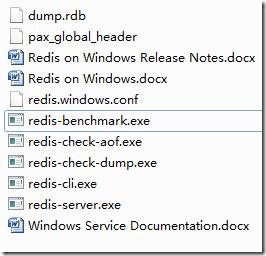 dump.rdb
pax_global_header
Redis on Windows Release Notes.docx
Redis on Windows.docx
redis.windows.conf
redis-benchmark.exe
redis-check-aof.exe
redis-check-dump.exe
redis-cli.exe
redis-server.exe
Windows Service Documentation.docx